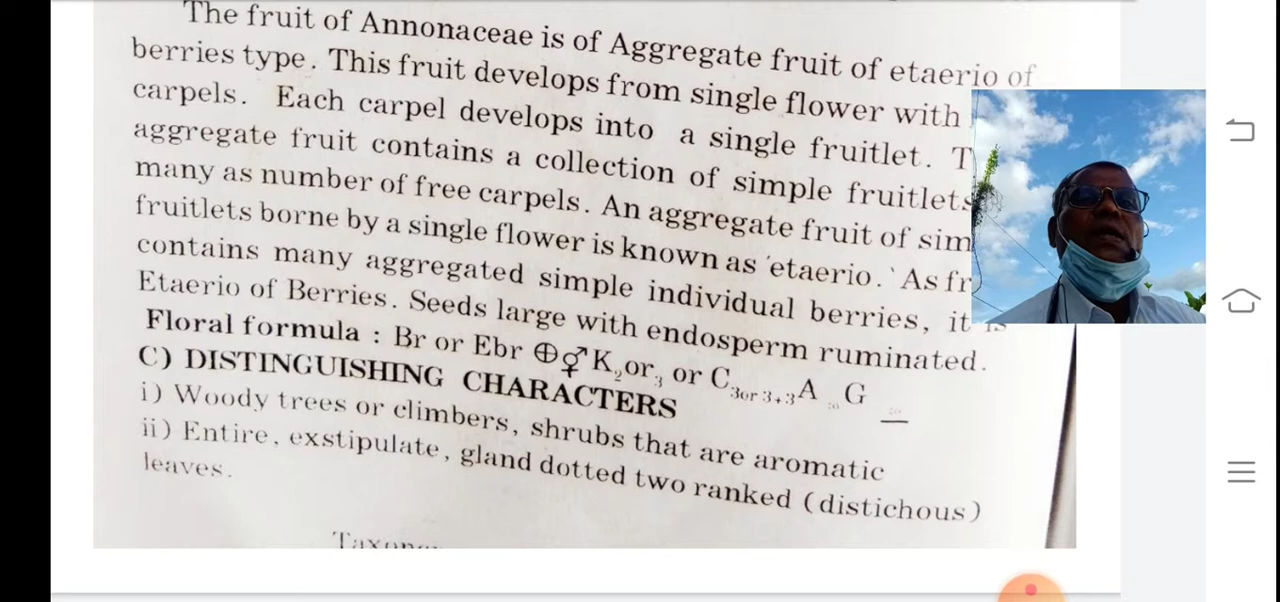 The fruit of Annonaceae is of Aggregate fruit of etaerio of
berries type. This fruit develops from single flower with
carpels. Each carpel develops into a single fruitlet.
aggregate fruit contains a collection of simple fruitlets
many as number of free carpels. An aggregate fruit of
fruitlets borne by a single flower is known as 'etaerio.' As
contains many aggregated simple individual berries, it is
Etaerio of Berries. Seeds large with endosperm ruminated.
Floral formula : Br or Ebr ⊕⚥ K2 or 3 or C3 or 3+3 A∞ G∞
C) DISTINGUISHING CHARACTERS
i) Woody trees or climbers, shrubs that are aromatic
ii) Entire, exstipulate, gland dotted two ranked (distichous)
leaves.